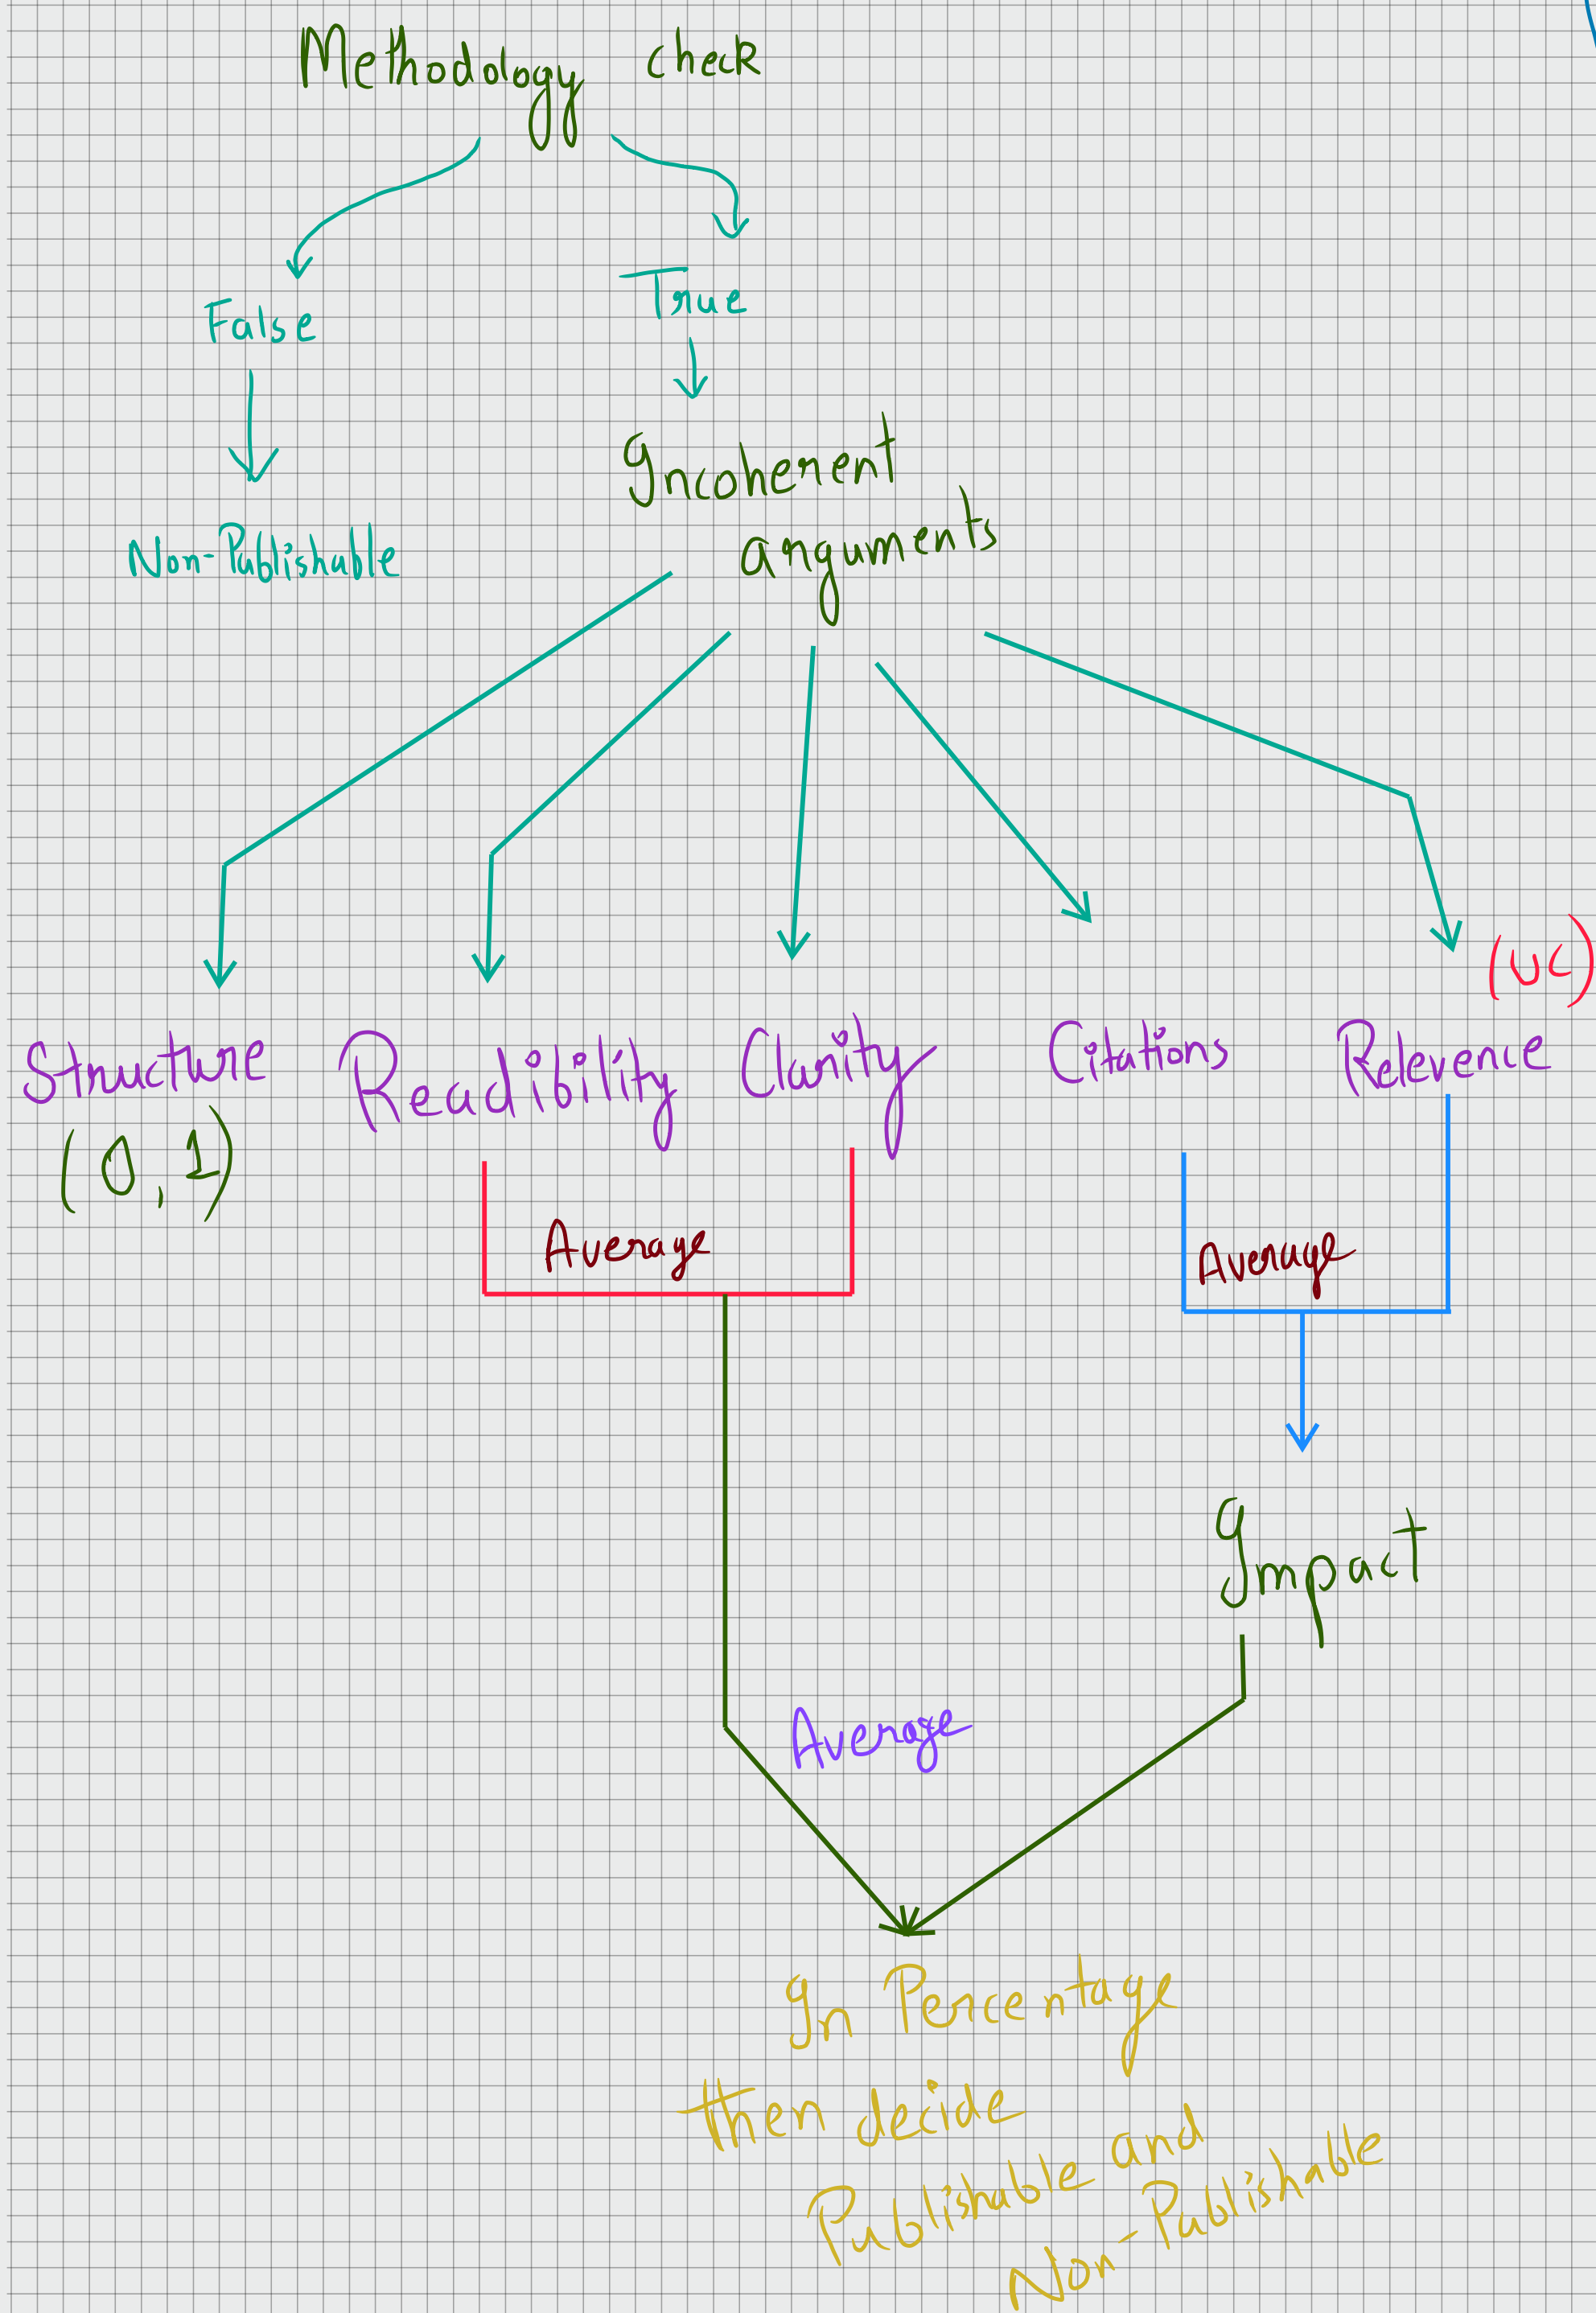 Methodology check
False
True
Incoherent
arguments
Non-Publishable
(UC)
Structure Readibility Clarity Citations Relevence
(0,1)
Average
Average
Impact
Average
In Percentage
then decide
Publishable and
Non-Publishable